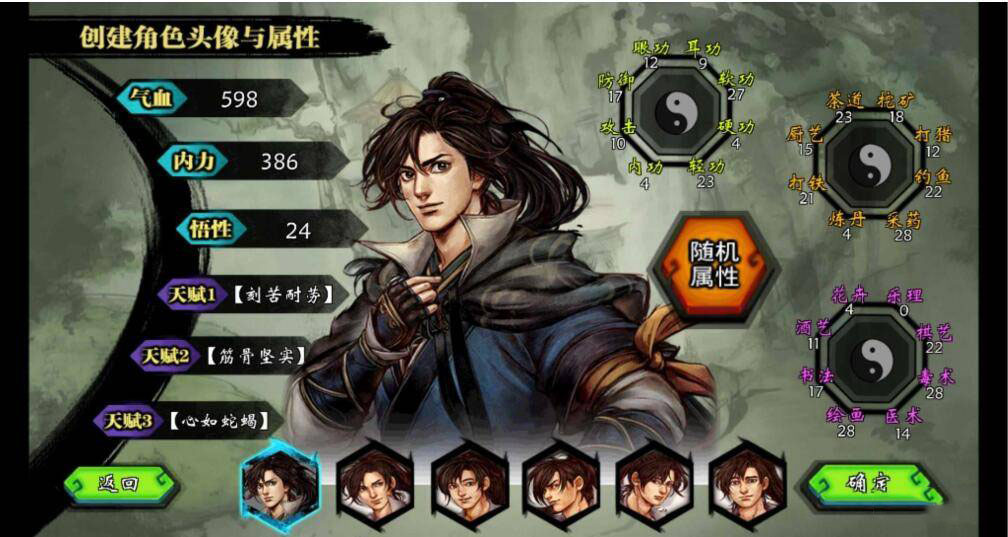 创建角色头像与属性
气血 598
内力 386
悟性 24
天赋1 【刻苦耐劳】
天赋2 【筋骨坚实】
天赋3 【心如蛇蝎】
眼功 12
耳功 9
软功 27
硬功 4
轻功 23
内功 4
攻击 10
防御 17
随机
属性
茶道 23
挖矿 18
打猎 12
钓鱼 22
采药 28
炼丹 4
打铁 21
厨艺 15
花卉 4
乐理 0
棋艺 22
毒术 28
医术 14
绘画 28
书法 17
酒艺 11
返回
确定